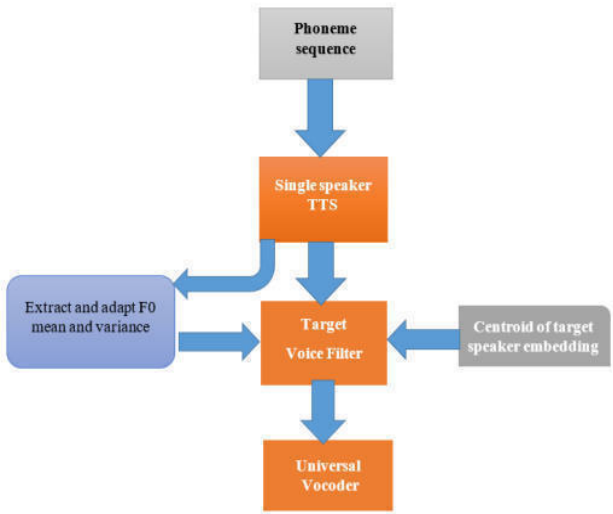 Phoneme
sequence
Single speaker
TTS
Extract and adapt F0
mean and variance
Target
Voice Filter
Centroid of target
speaker embedding
Universal
Vocoder